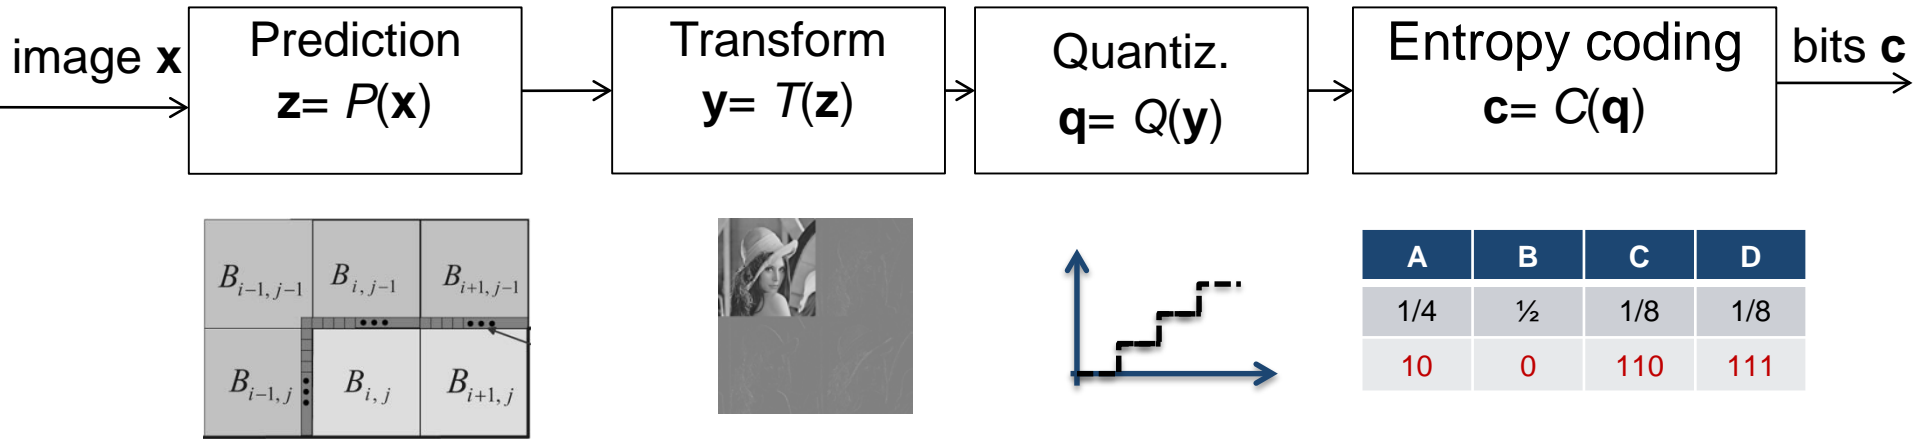 image x
Prediction
z= P(x)
Transform
y= T(z)
Quantiz.
q= Q(y)
Entropy coding
c= C(q)
bits c
B_{i−1, j−1} B_{i, j−1} B_{i+1, j−1}
B_{i−1, j} B_{i, j} B_{i+1, j}
A B C D
1/4 ½ 1/8 1/8
10 0 110 111